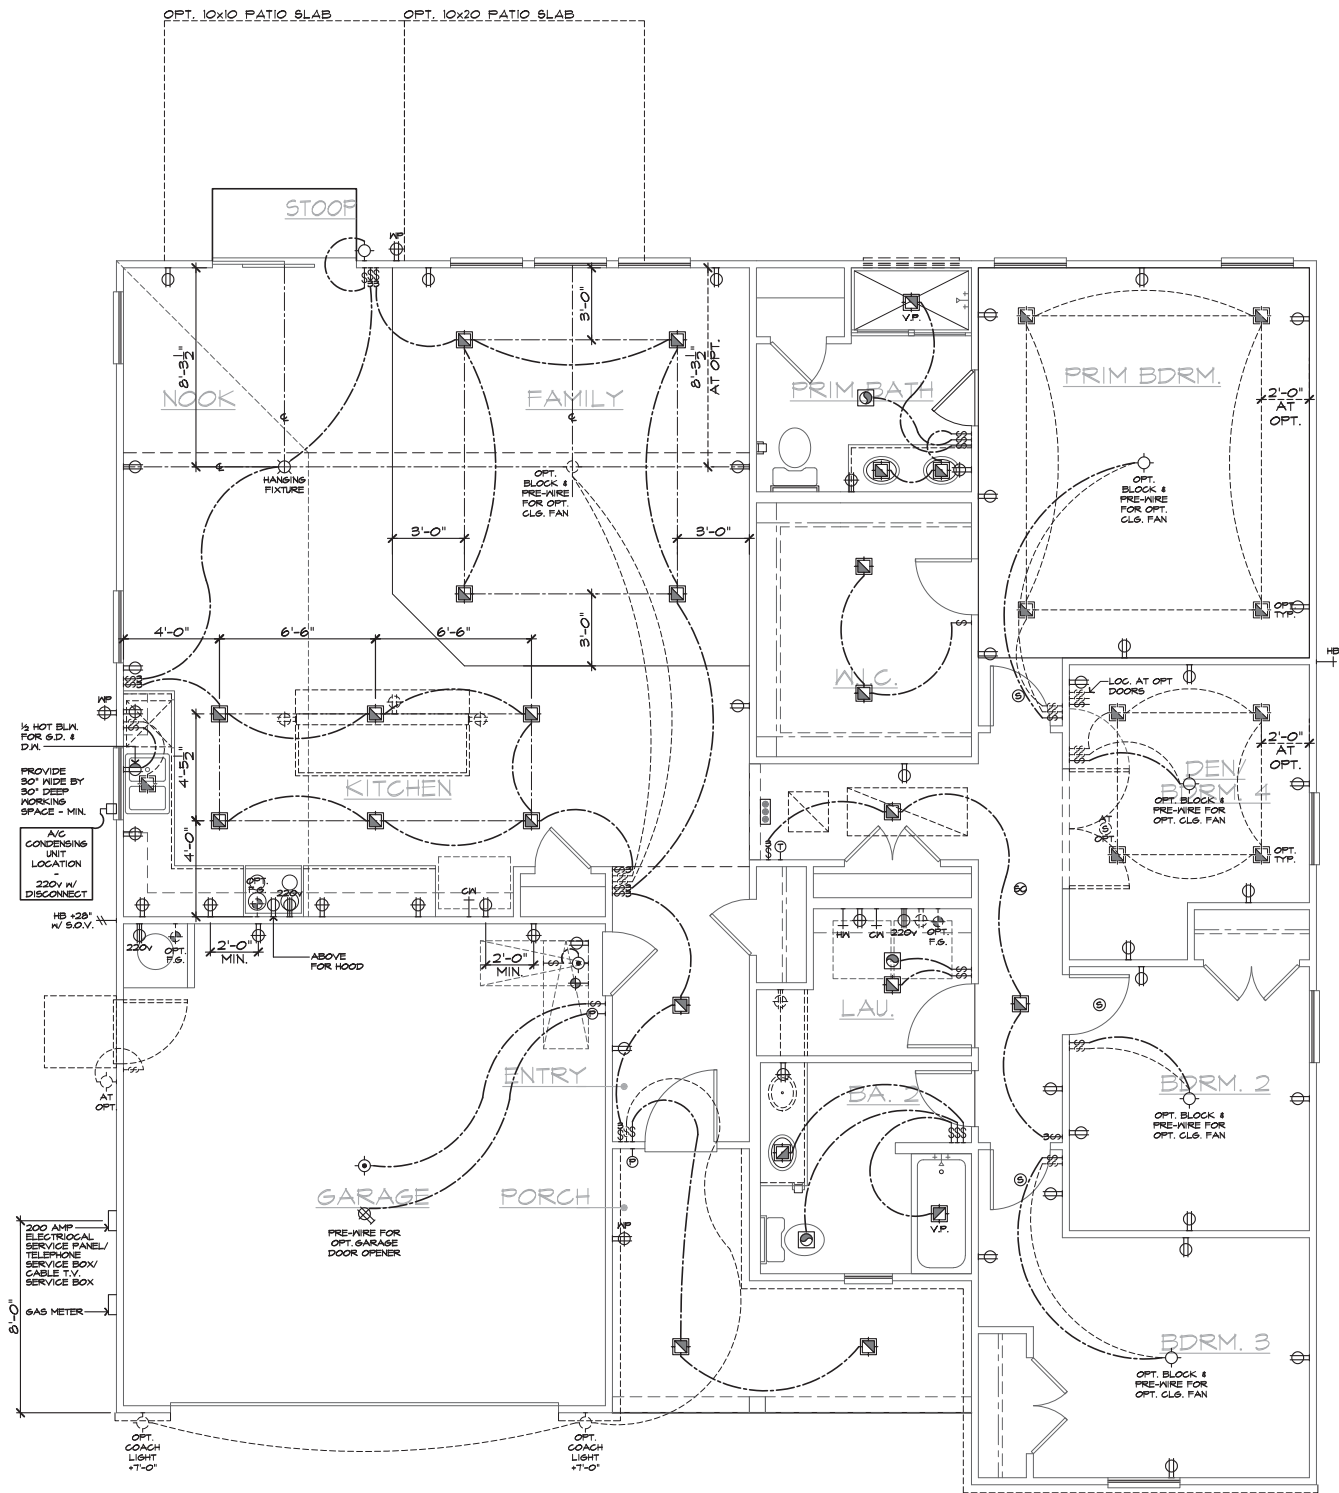 OPT. 10x10 PATIO SLAB
OPT. 10x20 PATIO SLAB
STOOP
WP
8'-3½"
3'-0"
8'-3½"
AT OPT.
NOOK
FAMILY
HANGING
FIXTURE
OPT.
BLOCK &
PRE-WIRE
FOR OPT.
CLG. FAN
3'-0"
3'-0"
3'-0"
V.P.
PRIM BATH
PRIM BDRM.
2'-0"
AT
OPT.
OPT.
BLOCK &
PRE-WIRE
FOR OPT.
CLG. FAN
OPT.
TYP.
HB
4'-0"
6'-6"
6'-6"
W.I.C.
S
S
LOC. AT OPT
DOORS
2'-0"
AT
OPT.
DEN/
BDRM. 4
OPT. BLOCK &
PRE-WIRE FOR
OPT. CLG. FAN
AT
OPT.
S
OPT.
TYP.
WP
½ HOT BLW.
FOR G.D. &
D.W.
PROVIDE
30" WIDE BY
30" DEEP
WORKING
SPACE - MIN.
A/C
CONDENSING
UNIT
LOCATION
-
220v W/
DISCONNECT
HB +28"
W/ S.O.V.
4'-5½"
4'-0"
KITCHEN
OPT.
F.G.
220v
CW
T
220v
OPT.
F.G.
2'-0"
MIN.
ABOVE
FOR HOOD
2'-0"
MIN.
HW
CW
220v
OPT.
F.G.
LAU.
S
P
ENTRY
AT
OPT.
BA. 2
BDRM. 2
OPT. BLOCK &
PRE-WIRE FOR
OPT. CLG. FAN
P
3S
S
GARAGE
PORCH
WP
V.P.
PRE-WIRE FOR
OPT. GARAGE
DOOR OPENER
200 AMP
ELECTRIOCAL
SERVICE PANEL/
TELEPHONE
SERVICE BOX/
CABLE T.V.
SERVICE BOX
GAS METER
8'-0"
BDRM. 3
OPT. BLOCK &
PRE-WIRE FOR
OPT. CLG. FAN
OPT.
COACH
LIGHT
+7'-0"
OPT.
COACH
LIGHT
+7'-0"